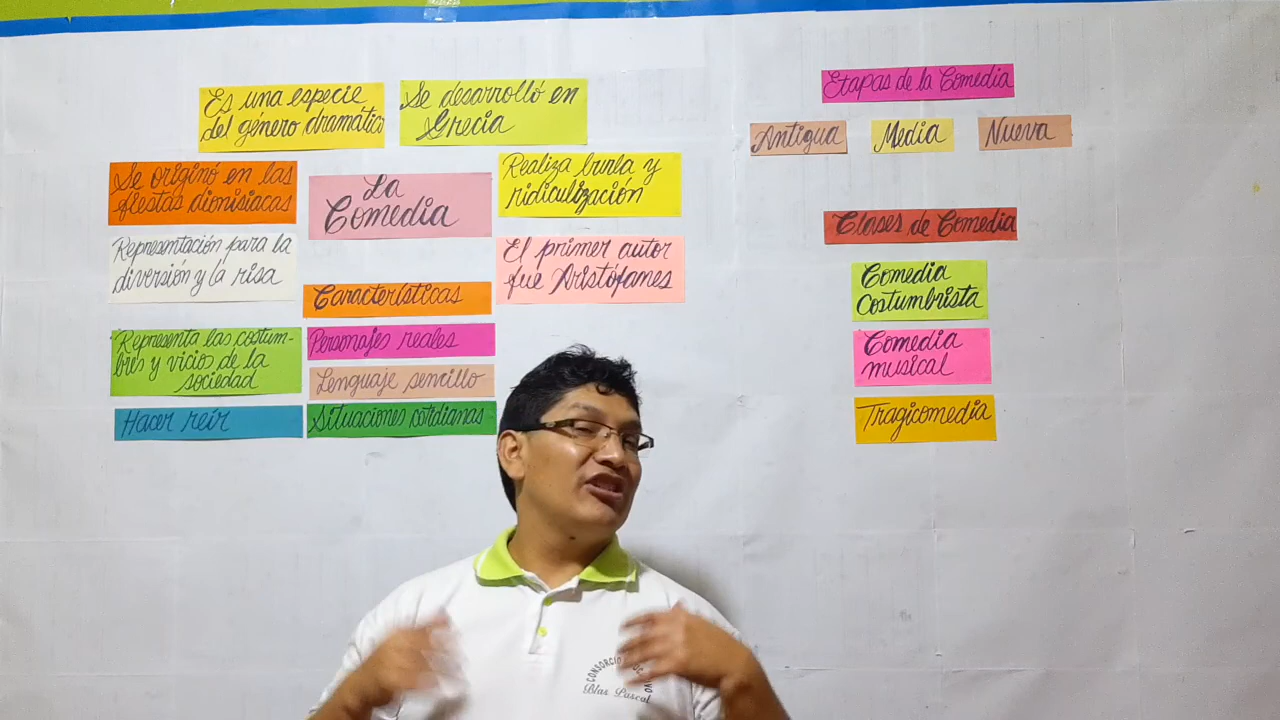 Es una especie
del género dramático
Se desarrolló en
Grecia
Se originó en las
fiestas dionisiacas
La
Comedia
Realiza burla y
ridiculización
Representación para la
diversión y la risa
El primer autor
fue Aristófames
Características
Representa las costum-
bres y vicios de la
sociedad
Personajes reales
Lenguaje sencillo
Hacer reír
Situaciones cotidianas
Etapas de la Comedia
Antigua
Media
Nueva
Clases de Comedia
Comedia
Costumbrista
Comedia
musical
Tragicomedia
CONSORCIO
Blas Pascal